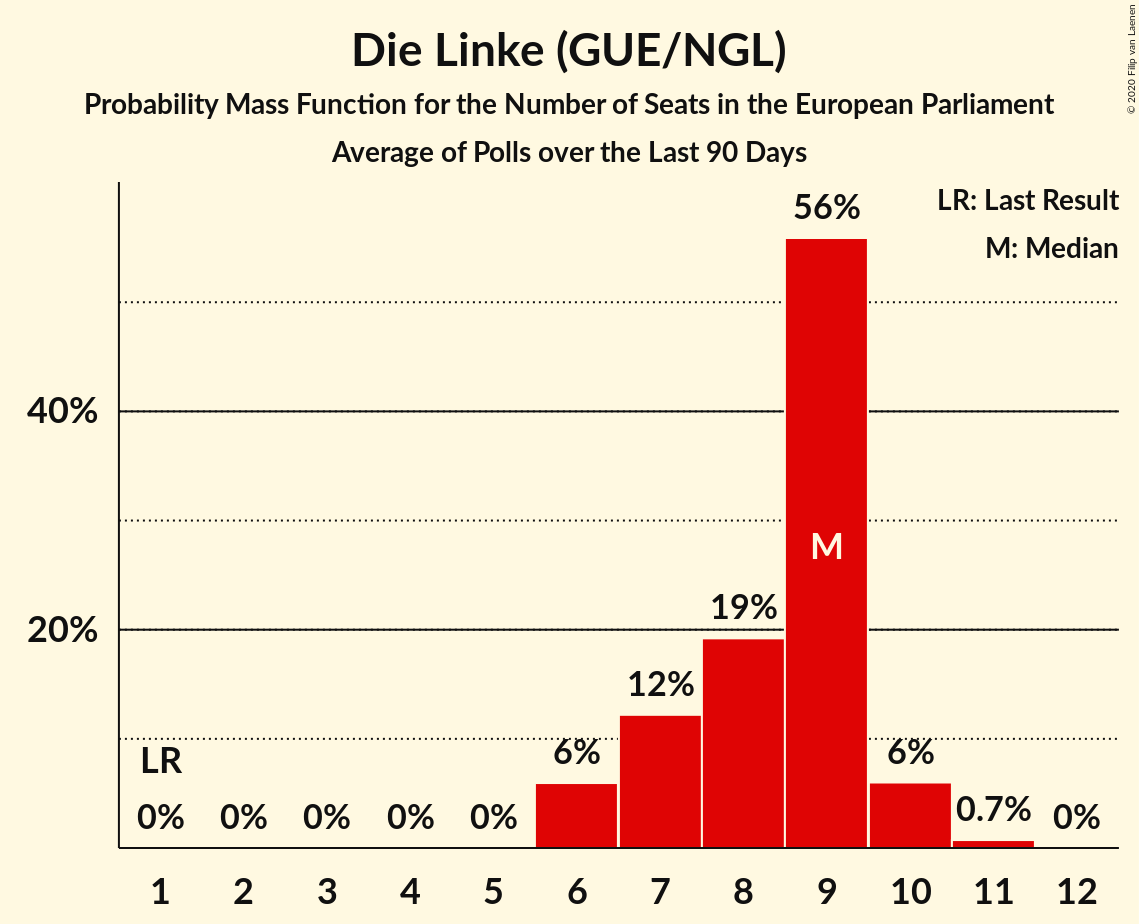 Die Linke (GUE/NGL)
Probability Mass Function for the Number of Seats in the European Parliament
Average of Polls over the Last 90 Days
© 2020 Filip van Laenen
LR: Last Result
M: Median
56%
40%
M
20%
19%
12%
LR
6%
6%
0%
0%
0%
0%
0%
0.7%
0%
1 2 3 4 5 6 7 8 9 10 11 12